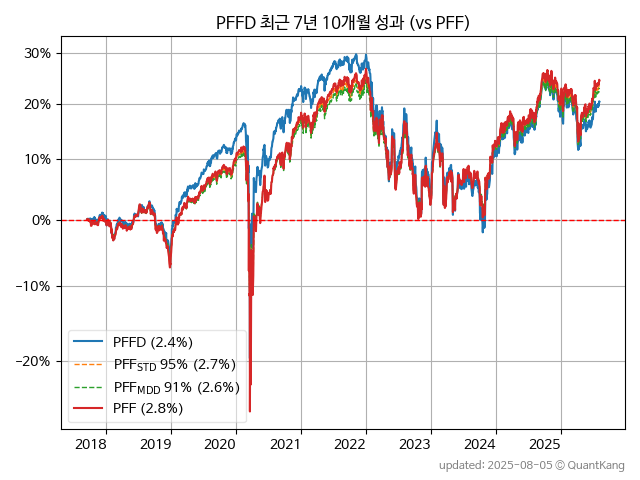 PFFD 최근 7년 10개월 성과 (vs PFF)
30%
20%
10%
0%
-10%
-20%
PFFD (2.4%)
PFF_STD 95% (2.7%)
PFF_MDD 91% (2.6%)
PFF (2.8%)
2018 2019 2020 2021 2022 2023 2024 2025
updated: 2025-08-05 © QuantKang